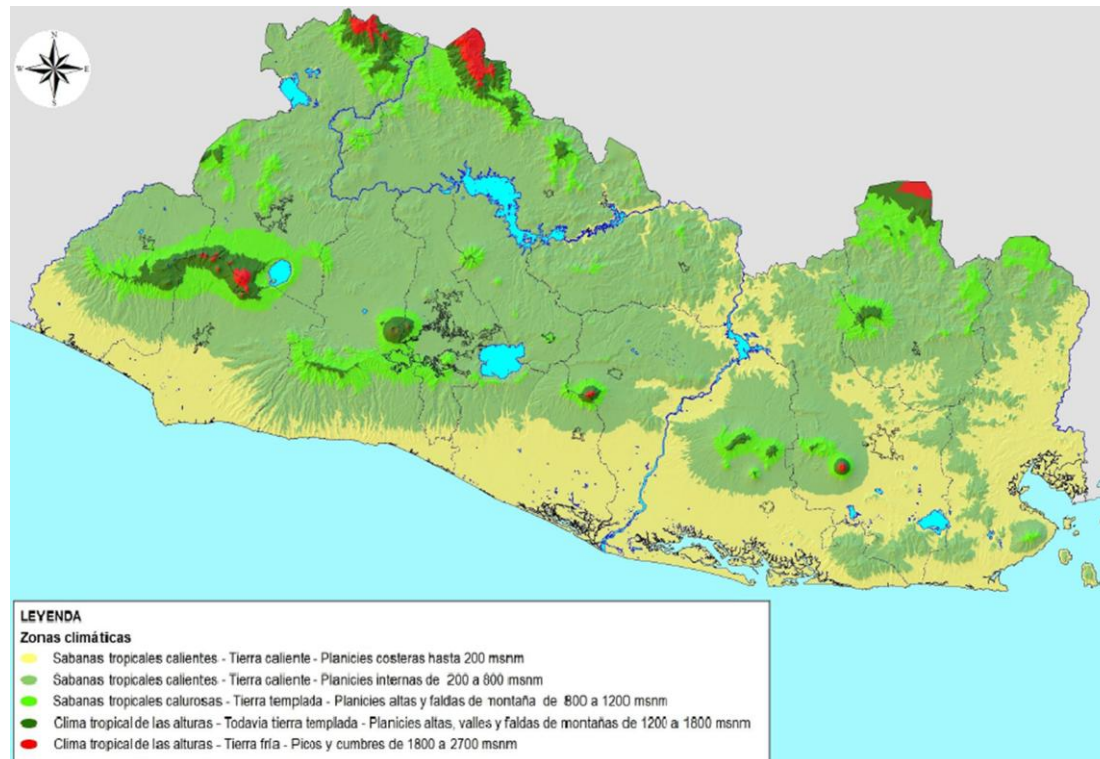 N
W E
S
LEYENDA
Zonas climáticas
Sabanas tropicales calientes - Tierra caliente - Planicies costeras hasta 200 msnm
Sabanas tropicales calientes - Tierra caliente - Planicies internas de 200 a 800 msnm
Sabanas tropicales calurosas - Tierra templada - Planicies altas y faldas de montaña de 800 a 1200 msnm
Clima tropical de las alturas - Todavia tierra templada - Planicies altas, valles y faldas de montañas de 1200 a 1800 msnm
Clima tropical de las alturas - Tierra fría - Picos y cumbres de 1800 a 2700 msnm